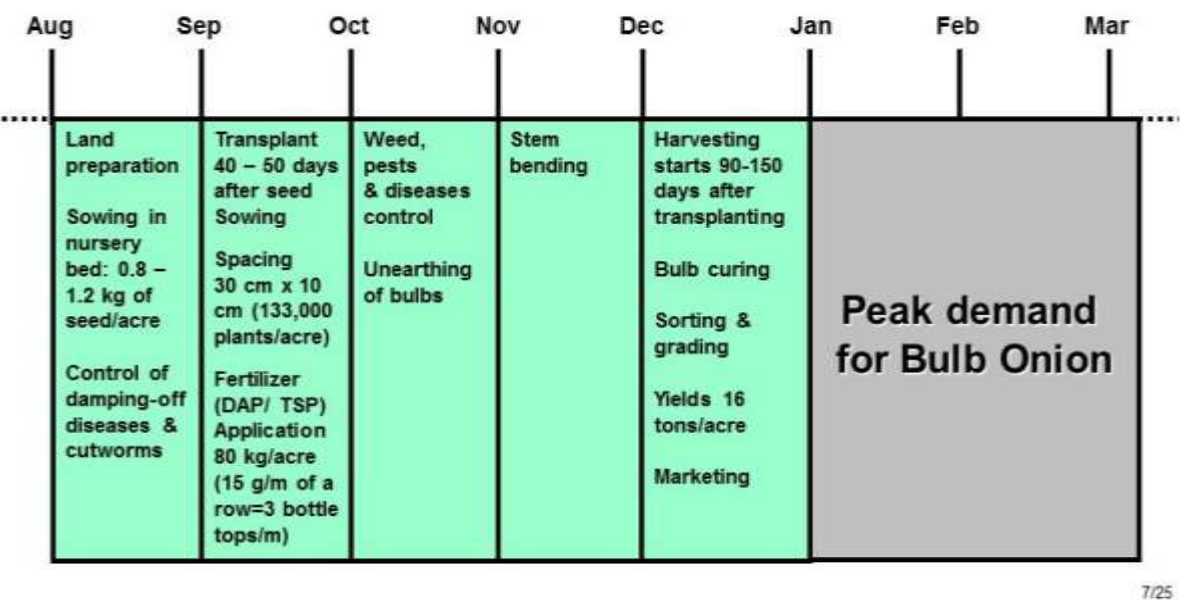 Aug Sep Oct Nov Dec Jan Feb Mar
Land
preparation
Sowing in
nursery
bed: 0.8 –
1.2 kg of
seed/acre
Control of
damping-off
diseases &
cutworms
Transplant
40 – 50 days
after seed
Sowing
Spacing
30 cm x 10
cm (133,000
plants/acre)
Fertilizer
(DAP/ TSP)
Application
80 kg/acre
(15 g/m of a
row=3 bottle
tops/m)
Weed,
pests
& diseases
control
Unearthing
of bulbs
Stem
bending
Harvesting
starts 90-150
days after
transplanting
Bulb curing
Sorting &
grading
Yields 16
tons/acre
Marketing
Peak demand
for Bulb Onion
7/25